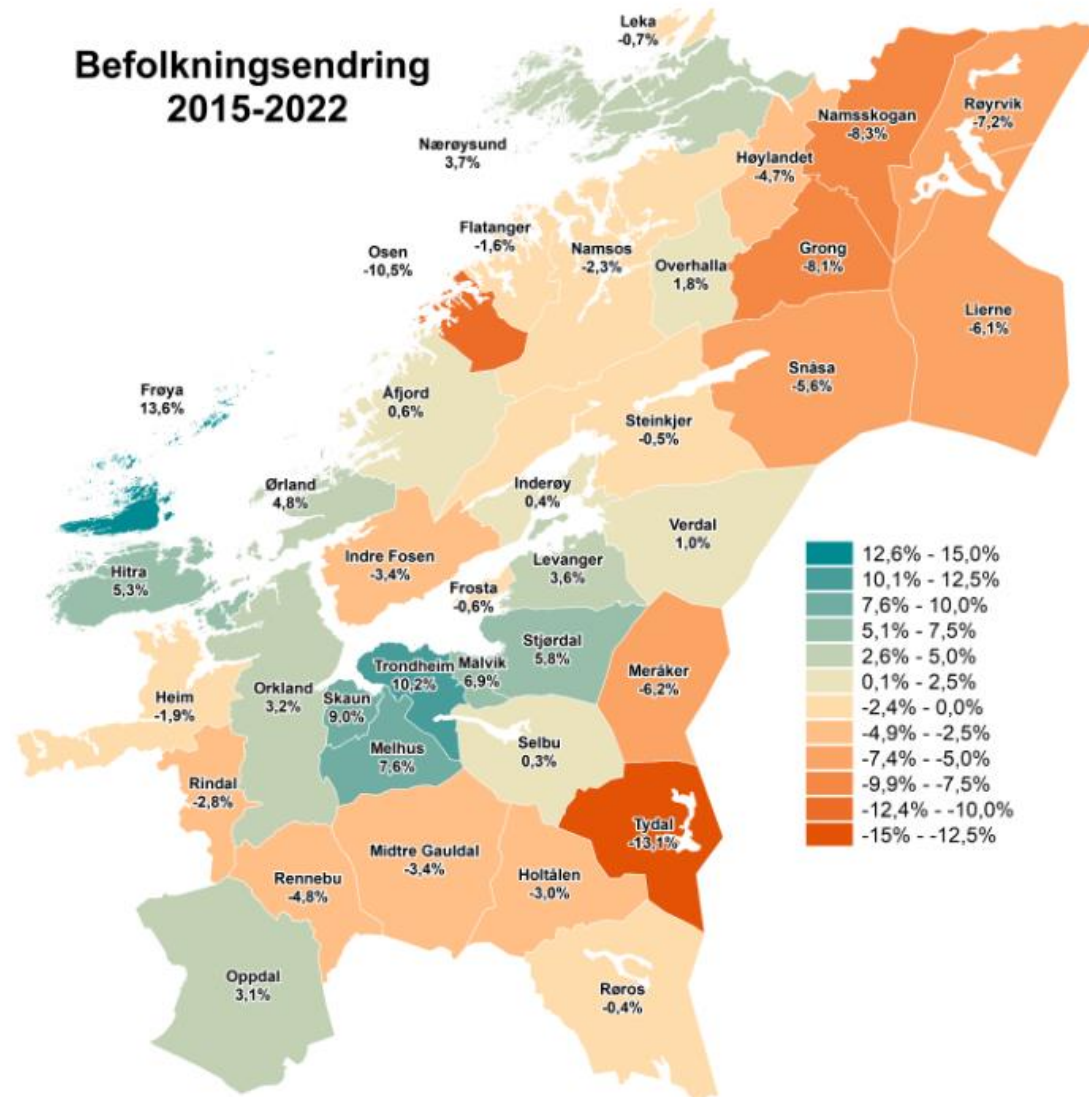 Befolkningsendring
2015-2022
Leka
-0,7%
Nærøysund
3,7%
Namsskogan
-8,3%
Røyrvik
-7,2%
Høylandet
-4,7%
Flatanger
-1,6%
Osen
-10,5%
Namsos
-2,3%
Overhalla
1,8%
Grong
-8,1%
Lierne
-6,1%
Snåsa
-5,6%
Frøya
13,6%
Åfjord
0,6%
Steinkjer
-0,5%
Ørland
4,8%
Inderøy
0,4%
Verdal
1,0%
Indre Fosen
-3,4%
Levanger
3,6%
Hitra
5,3%
Frosta
-0,6%
Stjørdal
5,8%
Meråker
-6,2%
Trondheim
10,2%
Malvik
6,9%
Heim
-1,9%
Orkland
3,2%
Skaun
9,0%
Melhus
7,6%
Selbu
0,3%
Rindal
-2,8%
Tydal
-13,1%
Midtre Gauldal
-3,4%
Rennebu
-4,8%
Holtålen
-3,0%
Oppdal
3,1%
Røros
-0,4%
12,6% - 15,0%
10,1% - 12,5%
7,6% - 10,0%
5,1% - 7,5%
2,6% - 5,0%
0,1% - 2,5%
-2,4% - 0,0%
-4,9% - -2,5%
-7,4% - -5,0%
-9,9% - -7,5%
-12,4% - -10,0%
-15% - -12,5%